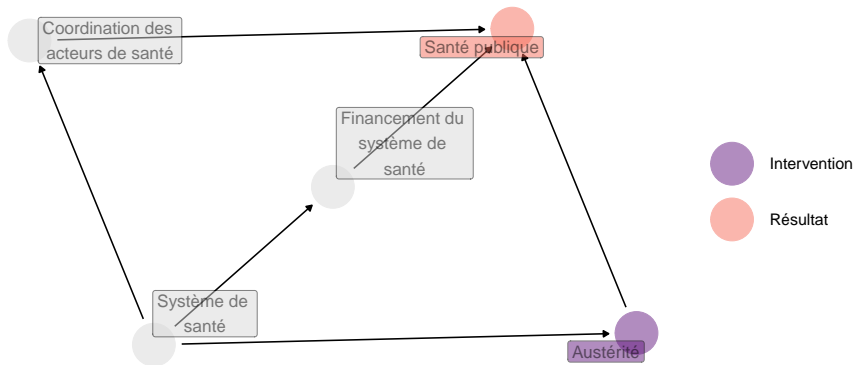 Coordination des
acteurs de santé
Santé publique
Financement du
système de
santé
Intervention
Résultat
Système de
santé
Austérité